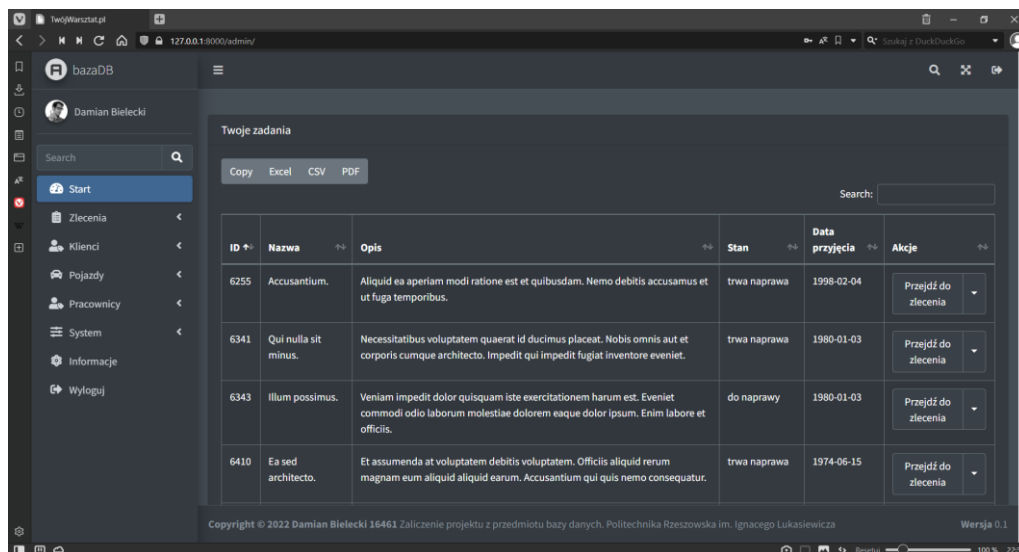 TwójWarsztat.pl
127.0.0.1:8000/admin/
Szukaj z DuckDuckGo
bazaDB
Damian Bielecki
Search
Start
Zlecenia
Klienci
Pojazdy
Pracownicy
System
Informacje
Wyloguj
Twoje zadania
Copy Excel CSV PDF
Search:
ID Nazwa Opis Stan Data przyjęcia Akcje
6255 Accusantium. Aliquid ea aperiam modi ratione est et quibusdam. Nemo debitis accusamus et trwa naprawa 1998-02-04 Przejdź do
ut fuga temporibus. zlecenia
6341 Qui nulla sit Necessitatibus voluptatem quaerat id ducimus placeat. Nobis omnis aut et trwa naprawa 1980-01-03 Przejdź do
minus. corporis cumque architecto. Impedit qui impedit fugiat inventore eveniet. zlecenia
6343 Illum possimus. Veniam impedit dolor quisquam iste exercitationem harum est. Eveniet do naprawy 1980-01-03 Przejdź do
commodi odio laborum molestiae dolorem eaque dolor ipsum. Enim labore et zlecenia
officiis.
6410 Ea sed Et assumenda at voluptatem debitis voluptatem. Officiis aliquid rerum trwa naprawa 1974-06-15 Przejdź do
architecto. magnam eum aliquid aliquid earum. Accusantium qui quis nemo consequatur. zlecenia
Copyright © 2022 Damian Bielecki 16461 Zaliczenie projektu z przedmiotu bazy danych. Politechnika Rzeszowska im. Ignacego Łukasiewicza Wersja 0.1
Resetuj 100 %